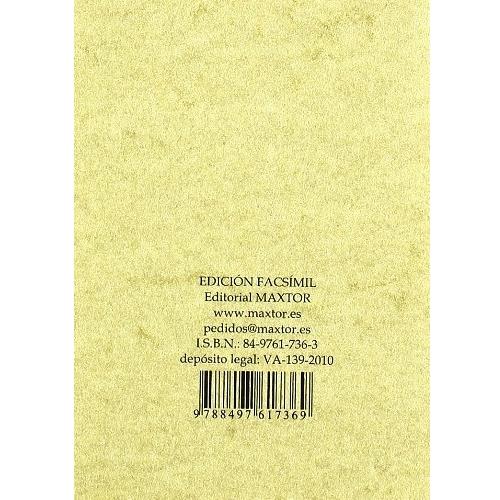 EDICIÓN FACSÍMIL
Editorial MAXTOR
www.maxtor.es
pedidos@maxtor.es
I.S.B.N.: 84-9761-736-3
depósito legal: VA-139-2010
9788497617369